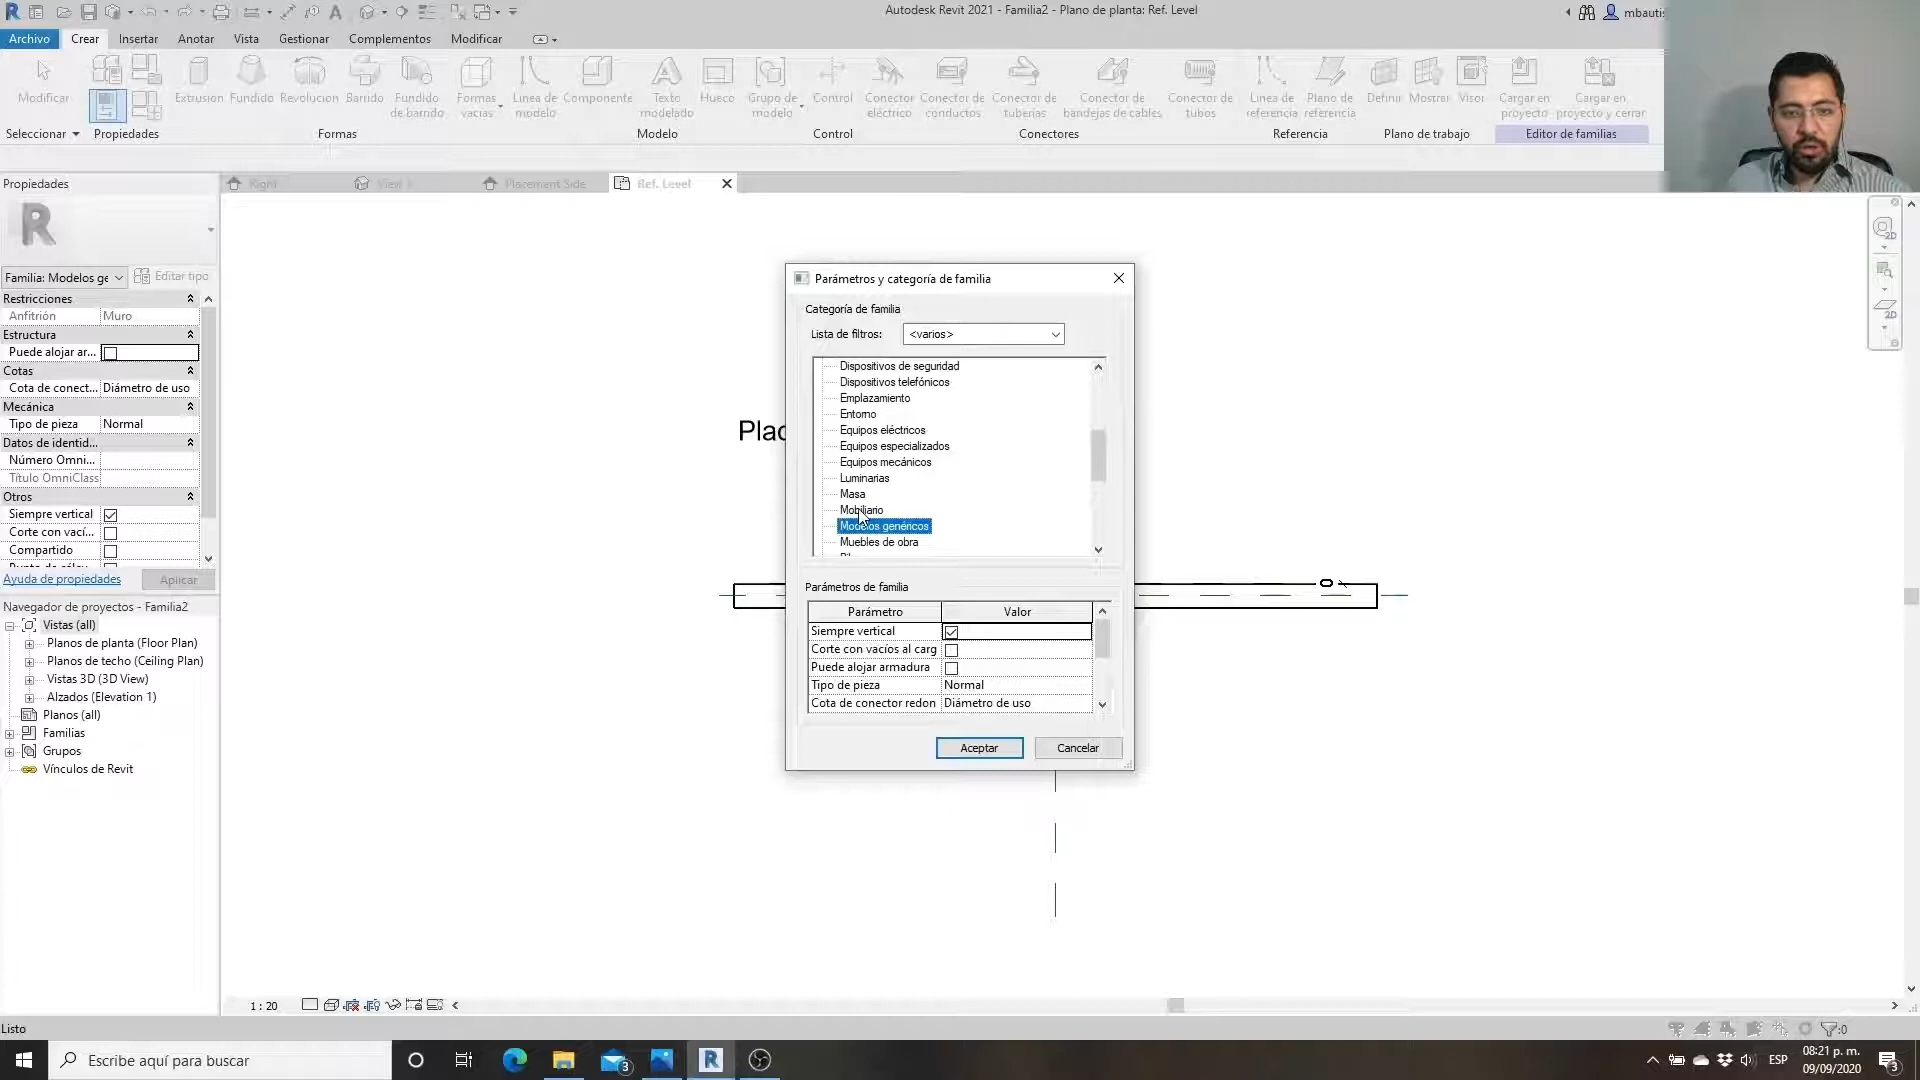 Autodesk Revit 2021 - Familia2 - Plano de planta: Ref. Level
mbautis
Archivo Crear Insertar Anotar Vista Gestionar Complementos Modificar
Modificar
Extrusión Fundido Revolución Barrido Fundido de barrido Formas vacías
Línea de modelo Componente Texto modelado Hueco Grupo de modelo
Control
Conector eléctrico Conector de conductos Conector de tuberías Conector de bandejas de cables Conector de tubos
Línea de referencia Plano de referencia
Definir Mostrar Visor
Cargar en proyecto Cargar en proyecto y cerrar
Seleccionar Propiedades Formas Modelo Control Conectores Referencia Plano de trabajo Editor de familias
Propiedades
Right View 1 Placement Side Ref. Level
Familia: Modelos ge
Editar tipo
Restricciones
Anfitrión Muro
Estructura
Puede alojar ar...
Cotas
Cota de conect... Diámetro de uso
Mecánica
Tipo de pieza Normal
Datos de identid...
Número Omni...
Título OmniClass
Otros
Siempre vertical
Corte con vací...
Compartido
Ayuda de propiedades Aplicar
Navegador de proyectos - Familia2
Vistas (all)
Planos de planta (Floor Plan)
Planos de techo (Ceiling Plan)
Vistas 3D (3D View)
Alzados (Elevation 1)
Planos (all)
Familias
Grupos
Vínculos de Revit
Plac
Parámetros y categoría de familia
Categoría de familia
Lista de filtros: <varios>
Dispositivos de seguridad
Dispositivos telefónicos
Emplazamiento
Entorno
Equipos eléctricos
Equipos especializados
Equipos mecánicos
Luminarias
Masa
Mobiliario
Modelos genéricos
Muebles de obra
Parámetros de familia
Parámetro Valor
Siempre vertical
Corte con vacíos al carg
Puede alojar armadura
Tipo de pieza Normal
Cota de conector redon Diámetro de uso
Aceptar Cancelar
2D
2D
1 : 20
Listo
:0
Escribe aquí para buscar
3
ESP
08:21 p. m.
09/09/2020
3